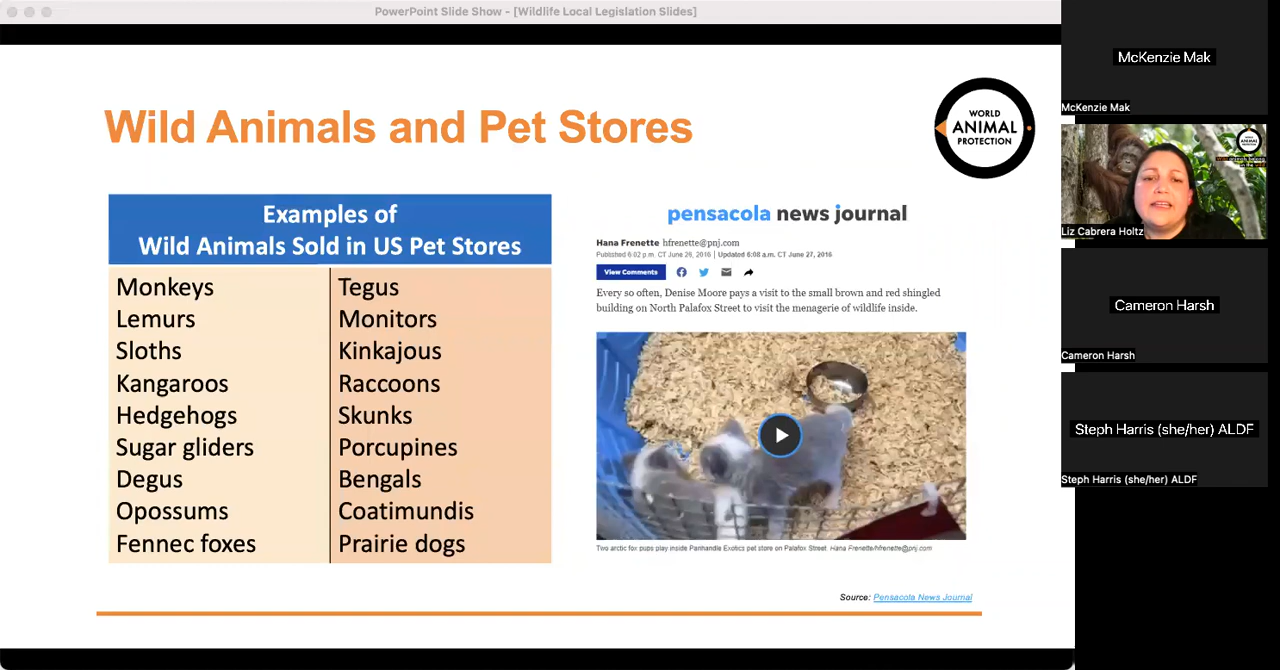 PowerPoint Slide Show - [Wildlife Local Legislation Slides]
Wild Animals and Pet Stores
WORLD
ANIMAL
PROTECTION
Examples of
Wild Animals Sold in US Pet Stores
Monkeys
Lemurs
Sloths
Kangaroos
Hedgehogs
Sugar gliders
Degus
Opossums
Fennec foxes
Tegus
Monitors
Kinkajous
Raccoons
Skunks
Porcupines
Bengals
Coatimundis
Prairie dogs
pensacola news journal
Hana Frenette hfrenette@pnj.com
Published 6:02 p.m. CT June 26, 2016 | Updated 6:08 a.m. CT June 27, 2016
View Comments
Every so often, Denise Moore pays a visit to the small brown and red shingled
building on North Palafox Street to visit the menagerie of wildlife inside.
Two arctic fox pups play inside Panhandle Exotics pet store on Palafox Street. Hana Frenette/hfrenette@pnj.com
Source: Pensacola News Journal
McKenzie Mak
McKenzie Mak
WORLD
ANIMAL
PROTECTION
Liz Cabrera Holtz
Cameron Harsh
Cameron Harsh
Steph Harris (she/her) ALDF
Steph Harris (she/her) ALDF